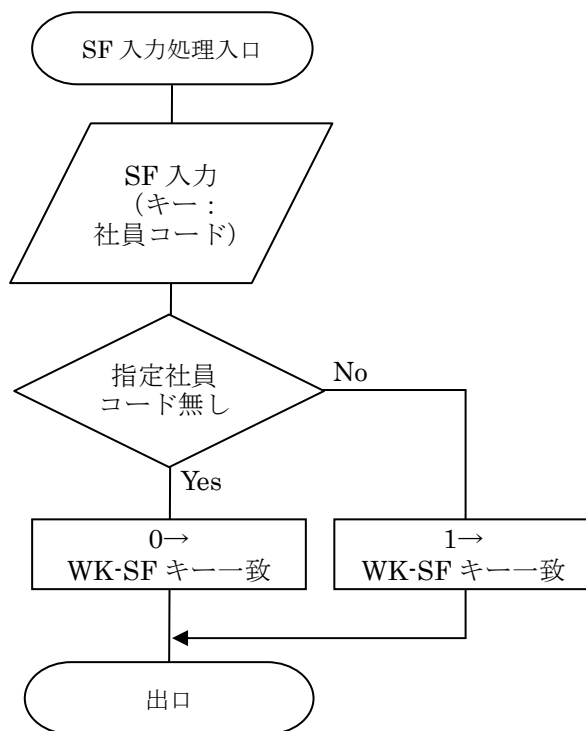 SF 入力処理入口
SF 入力
（キー：
社員コード）
指定社員
コード無し
No
Yes
0→
WK-SF キー一致
1→
WK-SF キー一致
出口